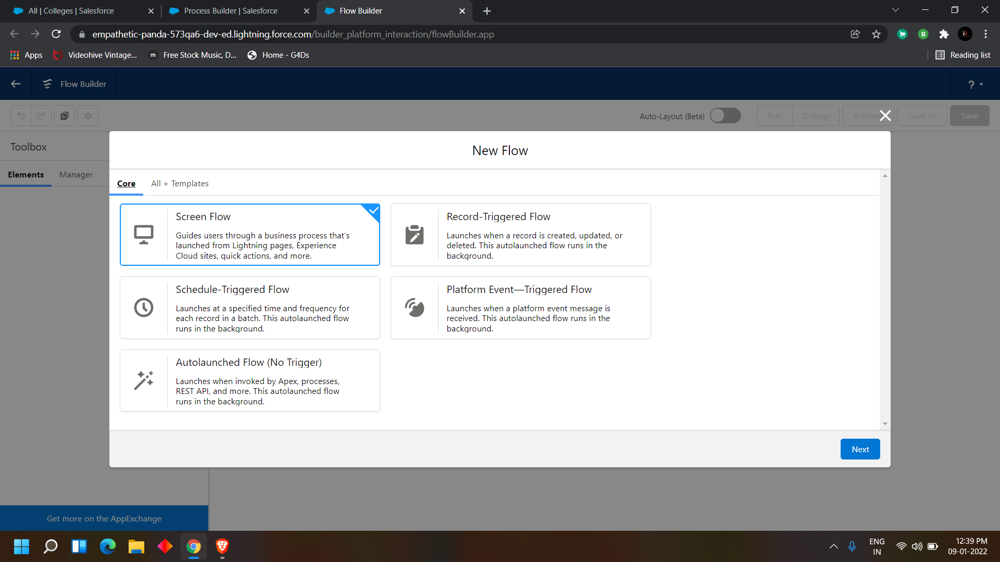 All | Colleges | Salesforce
Process Builder | Salesforce
Flow Builder
empathetic-panda-573qa6-dev-ed.lightning.force.com/builder_platform_interaction/flowBuilder.app
B
Apps
Videohive Vintage...
m
Free Stock Music, D...
Home - G4Ds
Reading list
Flow Builder
?
Auto-Layout (Beta)
Run
Debug
Activate
Save As
Save
Toolbox
Elements
Manager
New Flow
Core
All + Templates
Screen Flow
Guides users through a business process that's
launched from Lightning pages, Experience
Cloud sites, quick actions, and more.
Record-Triggered Flow
Launches when a record is created, updated, or
deleted. This autolaunched flow runs in the
background.
Schedule-Triggered Flow
Launches at a specified time and frequency for
each record in a batch. This autolaunched flow
runs in the background.
Platform Event—Triggered Flow
Launches when a platform event message is
received. This autolaunched flow runs in the
background.
Autolaunched Flow (No Trigger)
Launches when invoked by Apex, processes,
REST API, and more. This autolaunched flow
runs in the background.
Next
Get more on the AppExchange
ENG
IN
12:39 PM
09-01-2022